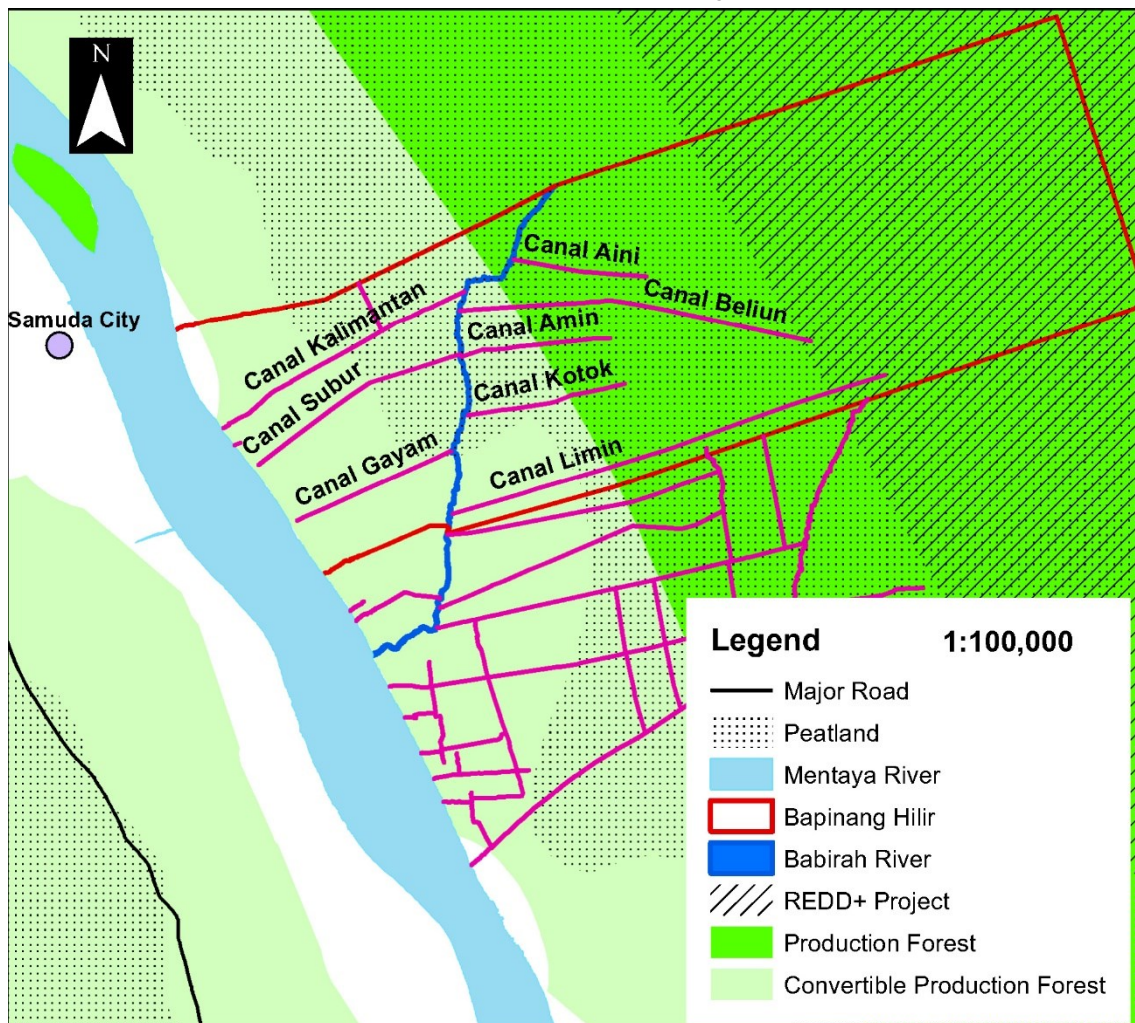 N
Samuda City
Canal Aini
Canal Beliun
Canal Kalimantan
Canal Amin
Canal Subur
Canal Kotok
Canal Gayam
Canal Limin
Legend 1:100,000
Major Road
Peatland
Mentaya River
Bapinang Hilir
Babirah River
REDD+ Project
Production Forest
Convertible Production Forest